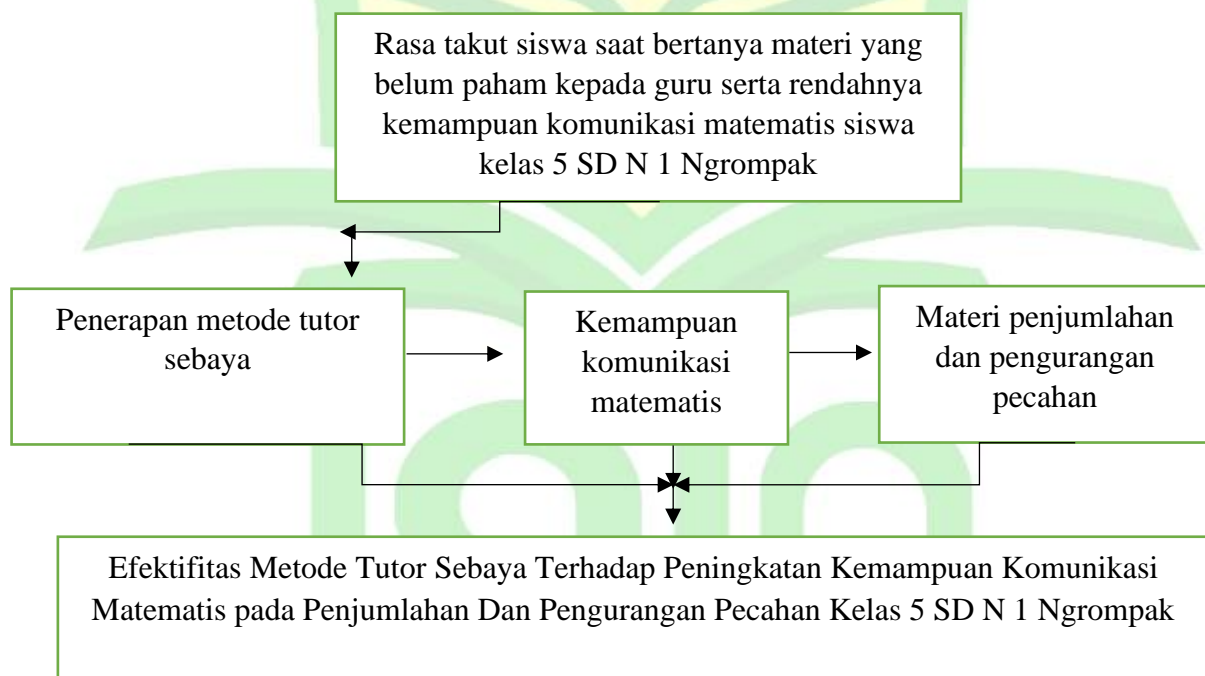 Rasa takut siswa saat bertanya materi yang
belum paham kepada guru serta rendahnya
kemampuan komunikasi matematis siswa
kelas 5 SD N 1 Ngrompak
Penerapan metode tutor
sebaya
Kemampuan
komunikasi
matematis
Materi penjumlahan
dan pengurangan
pecahan
Efektifitas Metode Tutor Sebaya Terhadap Peningkatan Kemampuan Komunikasi
Matematis pada Penjumlahan Dan Pengurangan Pecahan Kelas 5 SD N 1 Ngrompak